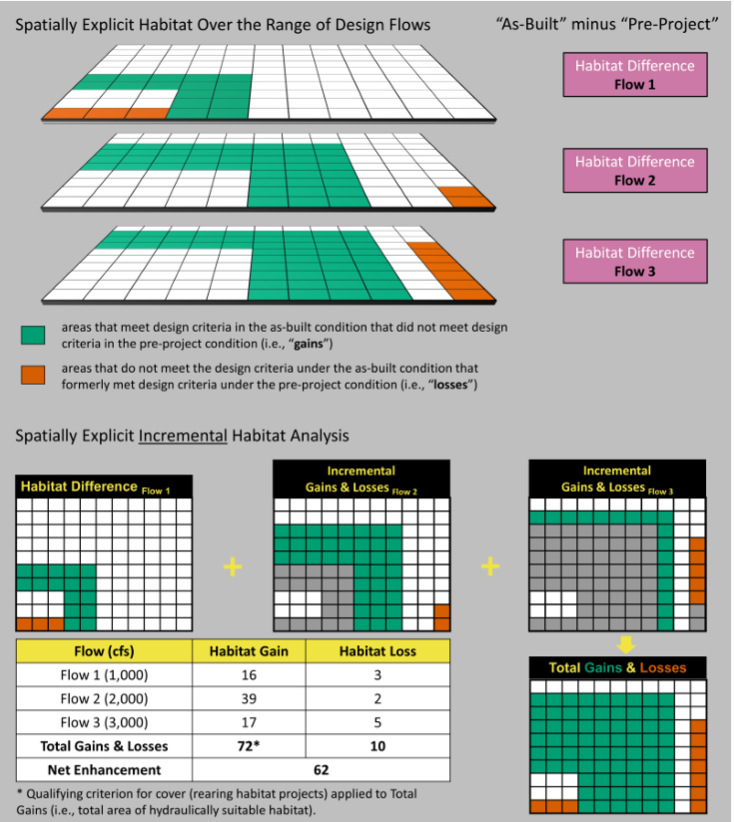 Spatially Explicit Habitat Over the Range of Design Flows
“As-Built” minus “Pre-Project”
Habitat Difference
Flow 1
Habitat Difference
Flow 2
Habitat Difference
Flow 3
areas that meet design criteria in the as-built condition that did not meet design
criteria in the pre-project condition (i.e., “gains”)
areas that do not meet the design criteria under the as-built condition that
formerly met design criteria under the pre-project condition (i.e., “losses”)
Spatially Explicit Incremental Habitat Analysis
Habitat Difference Flow 1
+
Incremental
Gains & Losses Flow 2
+
Incremental
Gains & Losses Flow 3
Flow (cfs) Habitat Gain Habitat Loss
Flow 1 (1,000) 16 3
Flow 2 (2,000) 39 2
Flow 3 (3,000) 17 5
Total Gains & Losses 72* 10
Net Enhancement 62
* Qualifying criterion for cover (rearing habitat projects) applied to Total
Gains (i.e., total area of hydraulically suitable habitat).
Total Gains & Losses